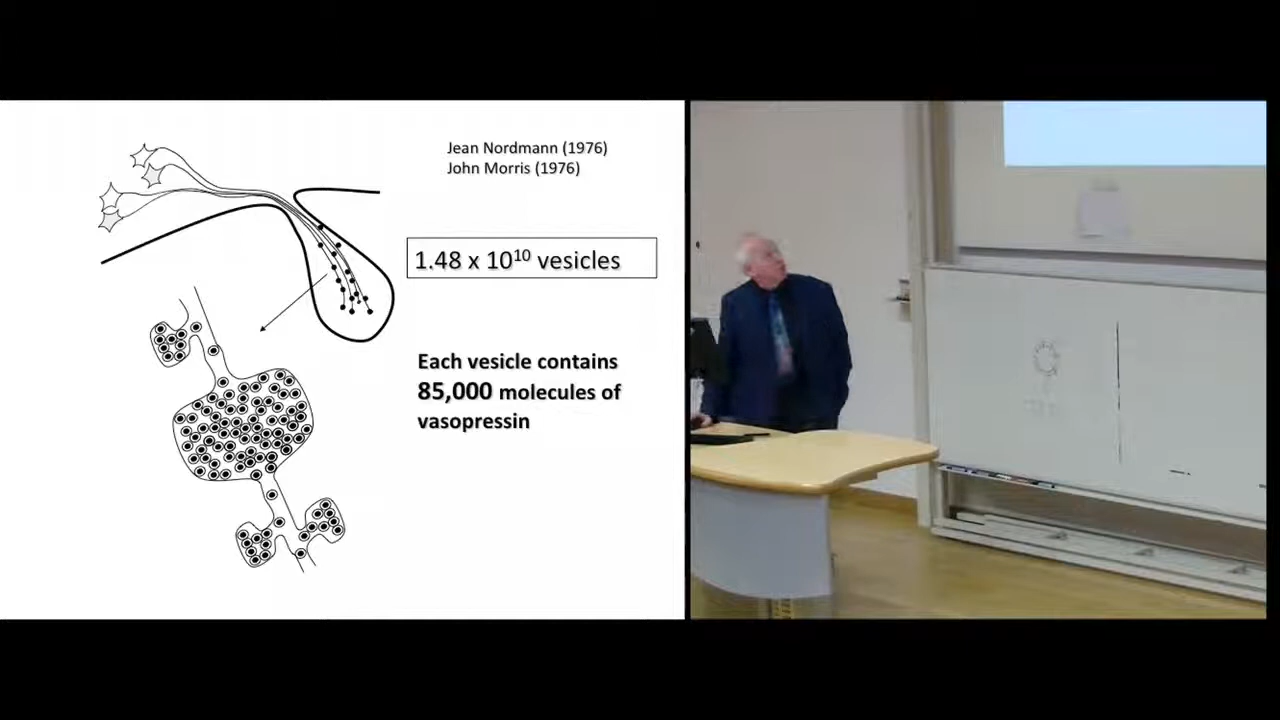 Jean Nordmann (1976)
John Morris (1976)
1.48 x 10¹⁰ vesicles
Each vesicle contains
85,000 molecules of
vasopressin